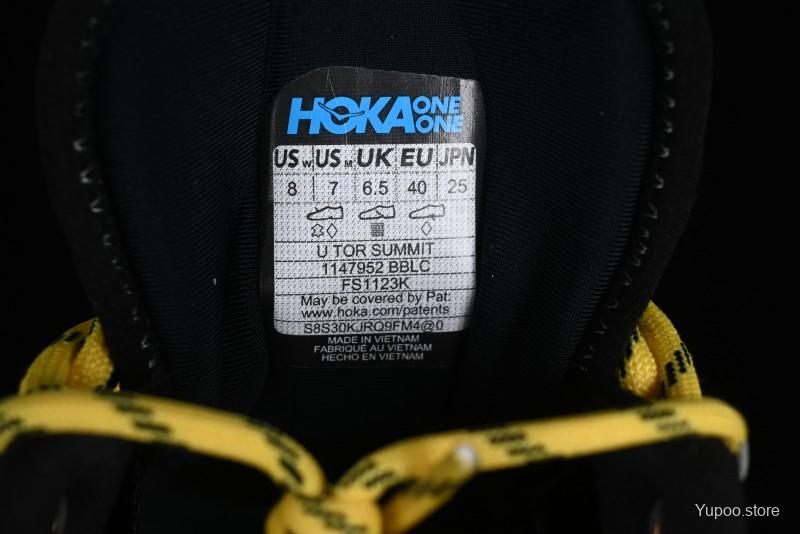 HOKA ONE ONE
US W US M UK EU JPN
8 7 6.5 40 25
U TOR SUMMIT
1147952 BBLC
FS1123K
May be covered by Pat:
www.hoka.com/patents
S8S30KJRQ9FM4@0
MADE IN VIETNAM
FABRIQUÉ AU VIETNAM
HECHO EN VIETNAM
Yupoo.store